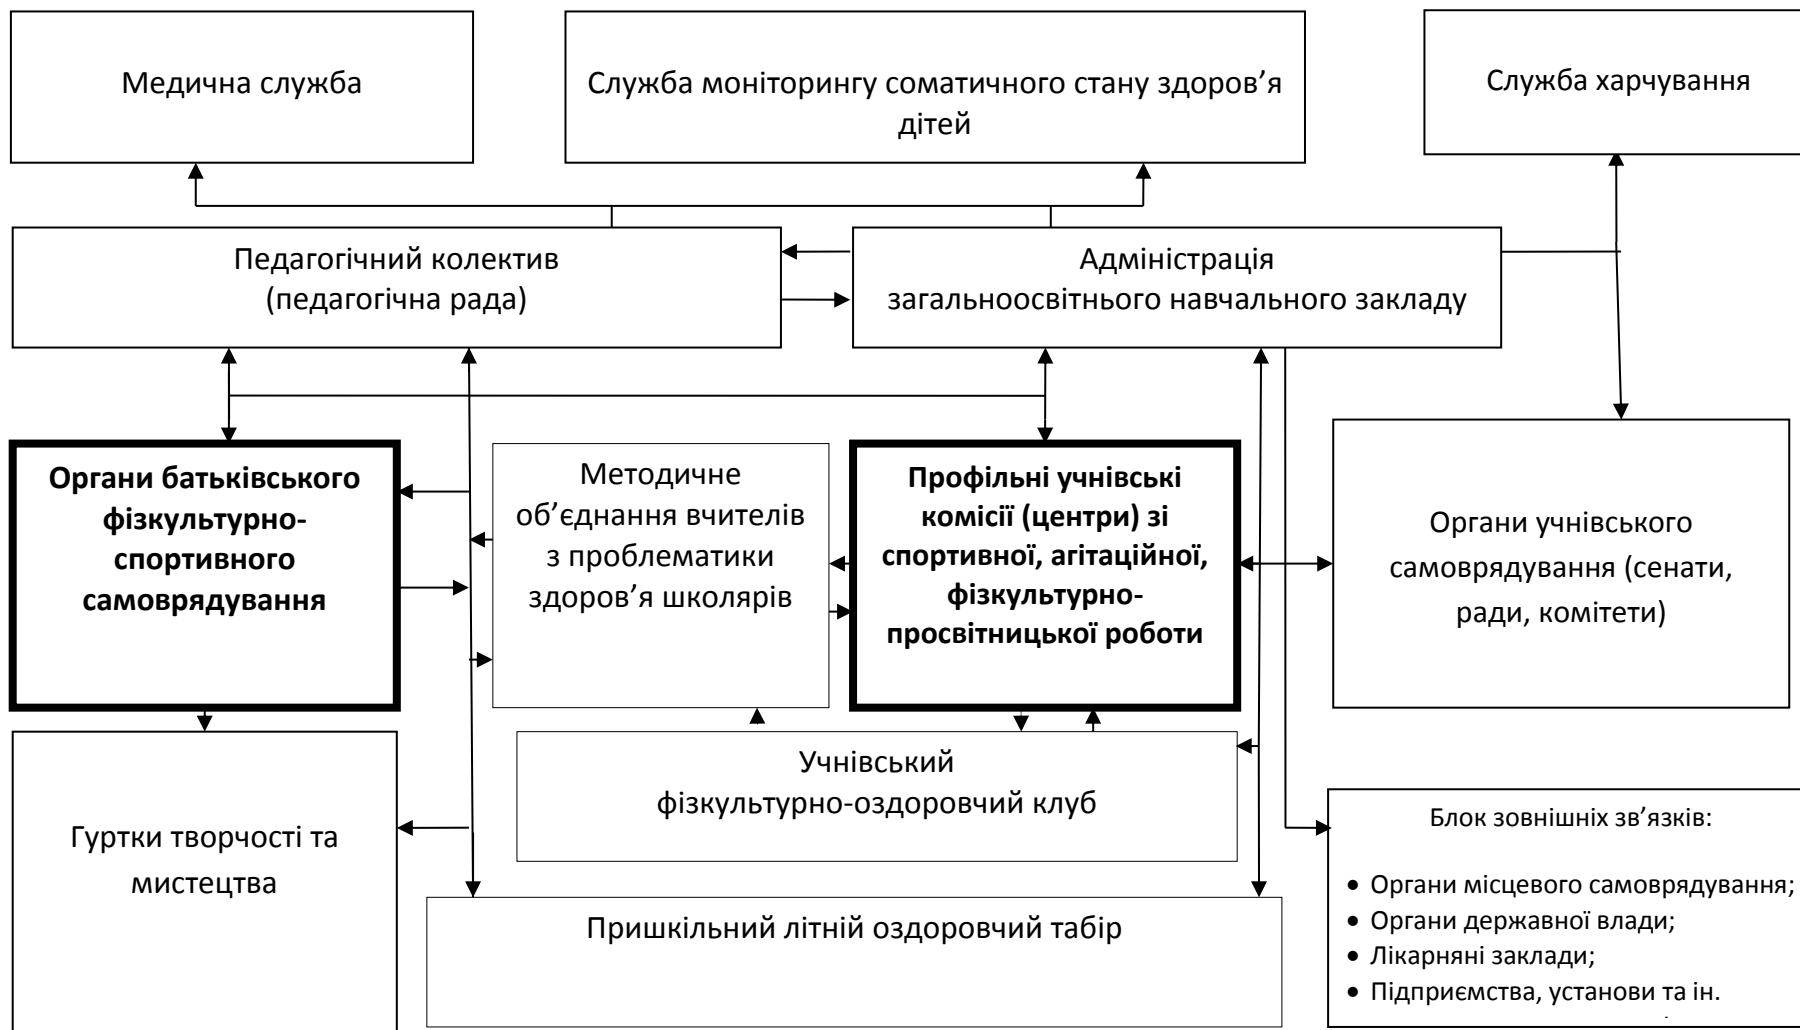 Медична служба
Служба моніторингу соматичного стану здоров’я
дітей
Служба харчування
Педагогічний колектив
(педагогічна рада)
Адміністрація
загальноосвітнього навчального закладу
Органи батьківського
фізкультурно-
спортивного
самоврядування
Методичне
об’єднання вчителів
з проблематики
здоров’я школярів
Профільні учнівські
комісії (центри) зі
спортивної, агітаційної,
фізкультурно-
просвітницької роботи
Органи учнівського
самоврядування (сенати,
ради, комітети)
Гуртки творчості та
мистецтва
Учнівський
фізкультурно-оздоровчий клуб
Пришкільний літній оздоровчий табір
Блок зовнішніх зв’язків:
• Органи місцевого самоврядування;
• Органи державної влади;
• Лікарняні заклади;
• Підприємства, установи та ін.